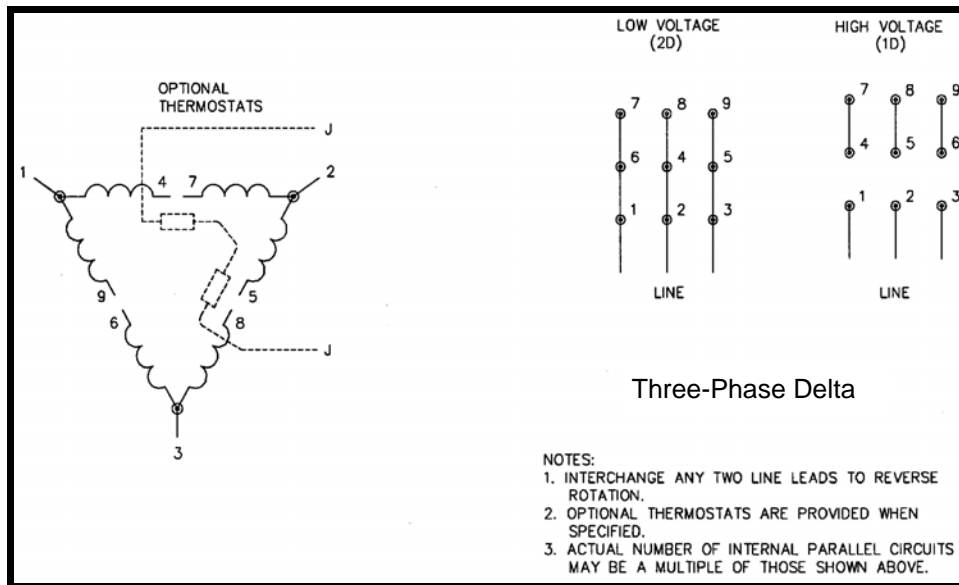 LOW VOLTAGE
(2D)
HIGH VOLTAGE
(1D)
OPTIONAL
THERMOSTATS
J
1
4 7
2
9
5
6
8
J
3
7 8 9
6 4 5
1 2 3
LINE
7 8 9
4 5 6
1 2 3
LINE
Three-Phase Delta
NOTES:
1. INTERCHANGE ANY TWO LINE LEADS TO REVERSE
ROTATION.
2. OPTIONAL THERMOSTATS ARE PROVIDED WHEN
SPECIFIED.
3. ACTUAL NUMBER OF INTERNAL PARALLEL CIRCUITS
MAY BE A MULTIPLE OF THOSE SHOWN ABOVE.